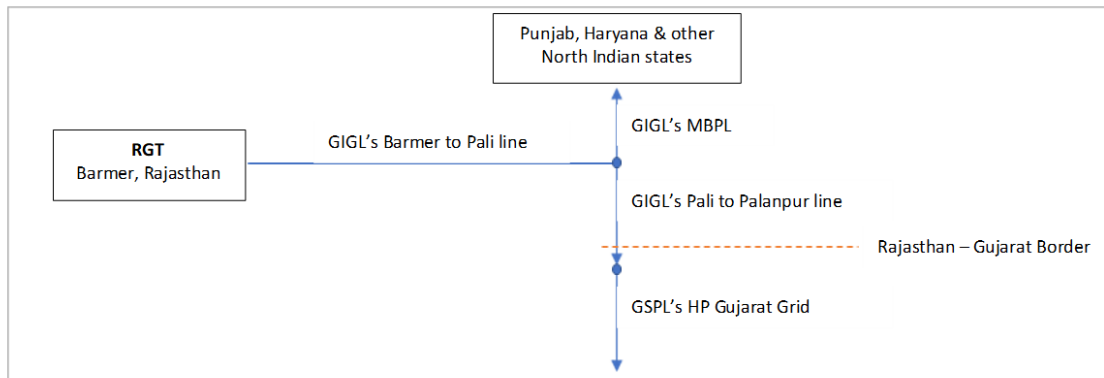 Punjab, Haryana & other
North Indian states
GIGL’s MBPL
GIGL’s Barmer to Pali line
RGT
Barmer, Rajasthan
GIGL’s Pali to Palanpur line
Rajasthan – Gujarat Border
GSPL’s HP Gujarat Grid